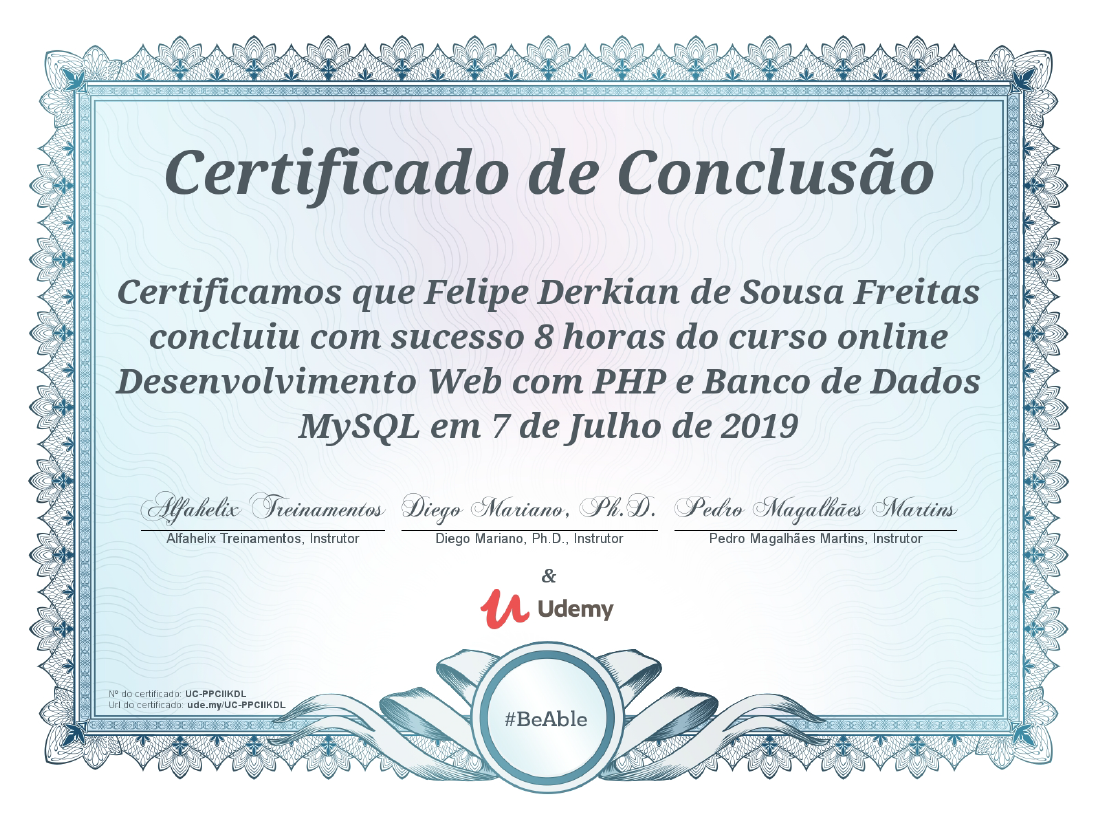 Certificado de Conclusão
Certificamos que Felipe Derkian de Sousa Freitas
concluiu com sucesso 8 horas do curso online
Desenvolvimento Web com PHP e Banco de Dados
MySQL em 7 de Julho de 2019
Alfahelix Treinamentos Diego Mariano, Ph.D. Pedro Magalhães Martins
Alfahelix Treinamentos, Instrutor Diego Mariano, Ph.D., Instrutor Pedro Magalhães Martins, Instrutor
&
Udemy
Nº do certificado: UC-PPCIIKDL
Url do certificado: ude.my/UC-PPCIIKDL
#BeAble